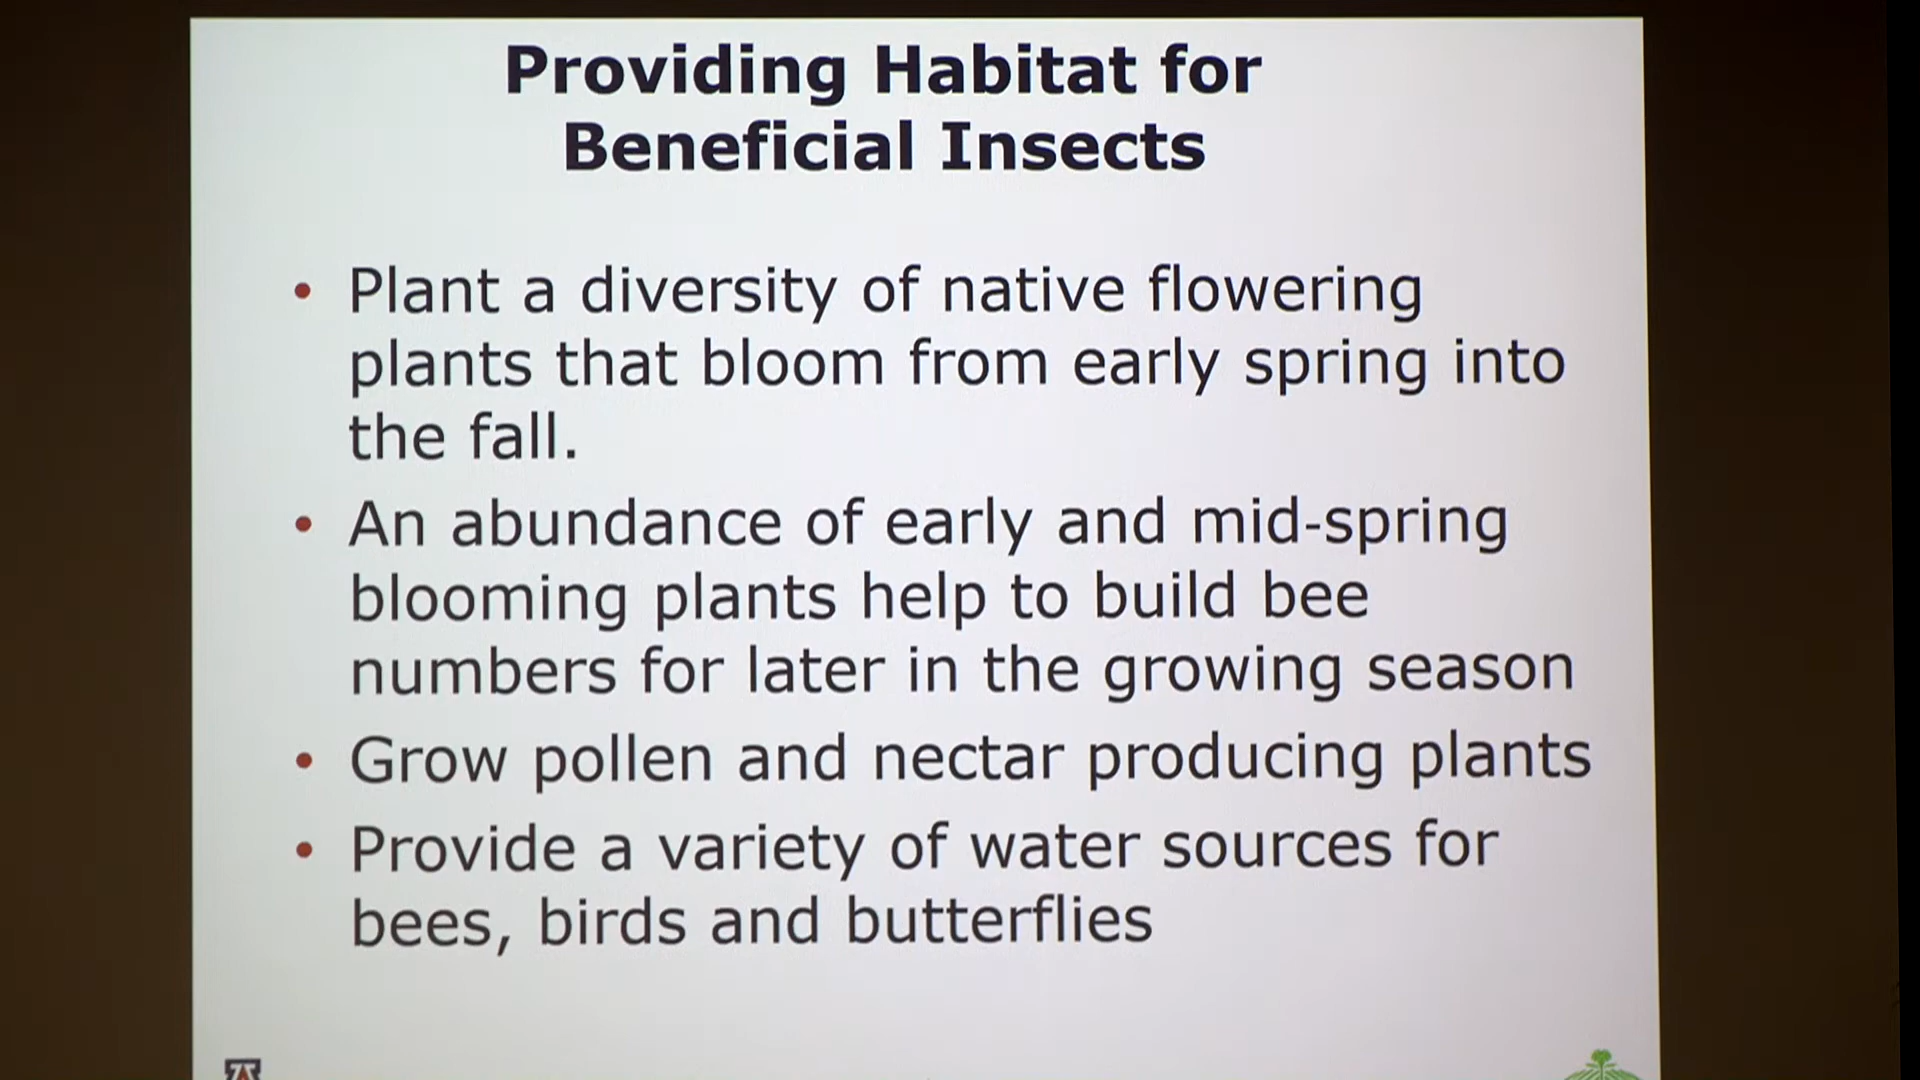 Providing Habitat for
Beneficial Insects
• Plant a diversity of native flowering
plants that bloom from early spring into
the fall.
• An abundance of early and mid-spring
blooming plants help to build bee
numbers for later in the growing season
• Grow pollen and nectar producing plants
• Provide a variety of water sources for
bees, birds and butterflies